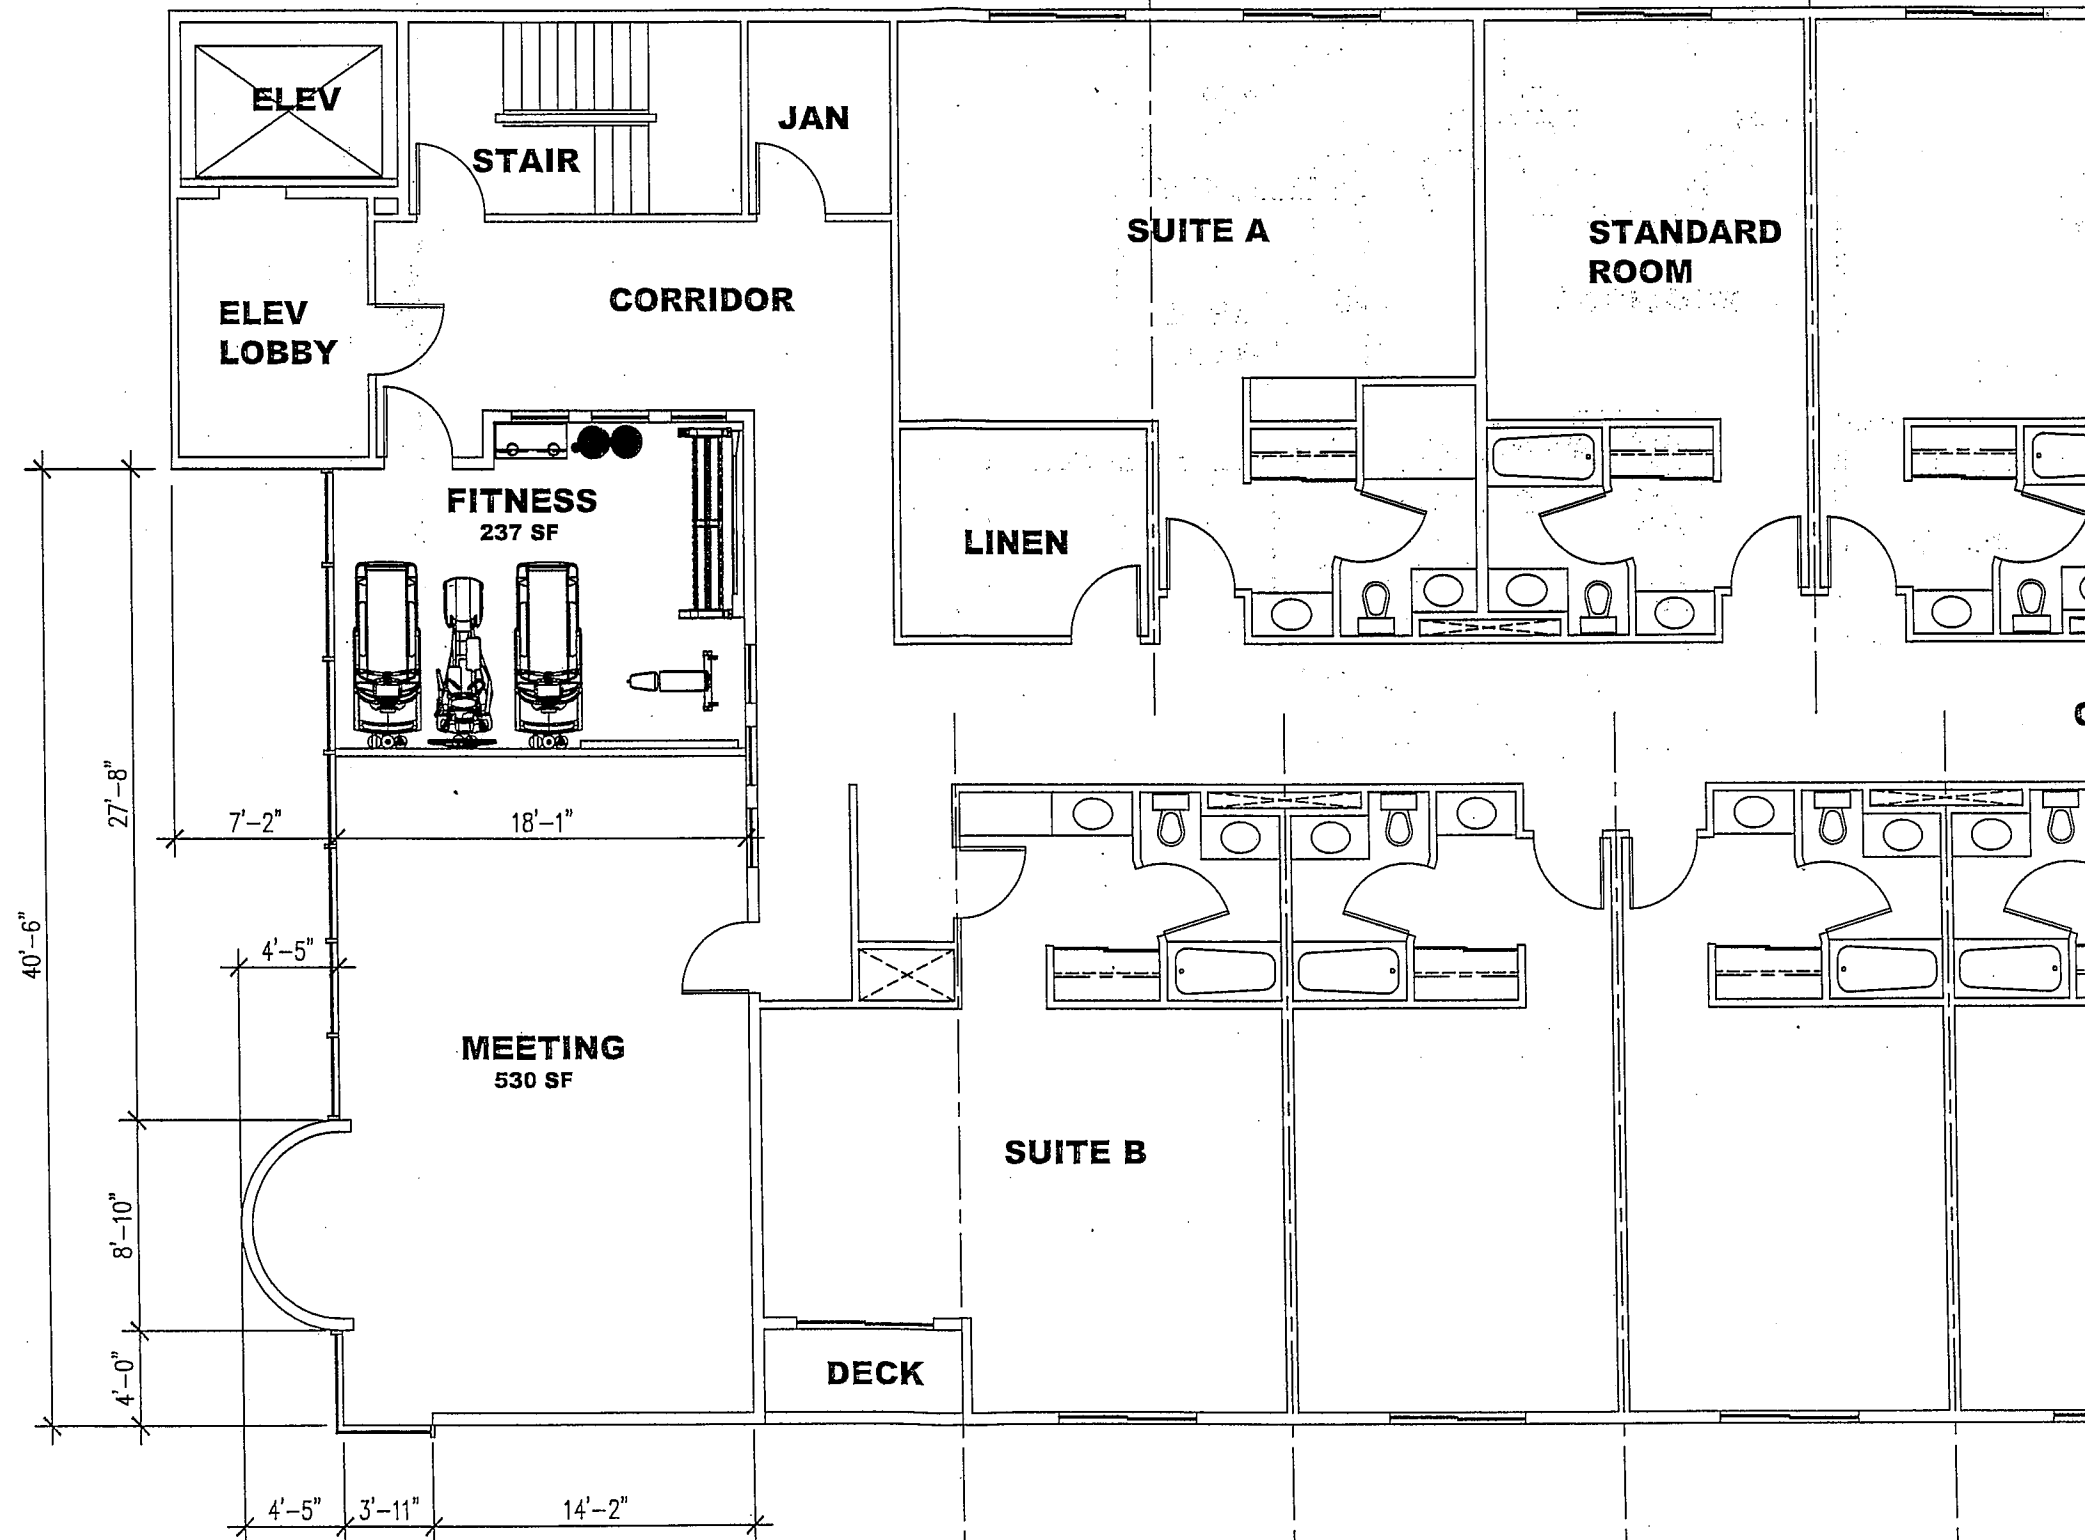 ELEV
STAIR
JAN
SUITE A
STANDARD
ROOM
ELEV
LOBBY
CORRIDOR
FITNESS
237 SF
LINEN
27'-8"
7'-2"
18'-1"
40'-6"
4'-5"
MEETING
530 SF
SUITE B
8'-10"
4'-0"
DECK
4'-5"
3'-11"
14'-2"